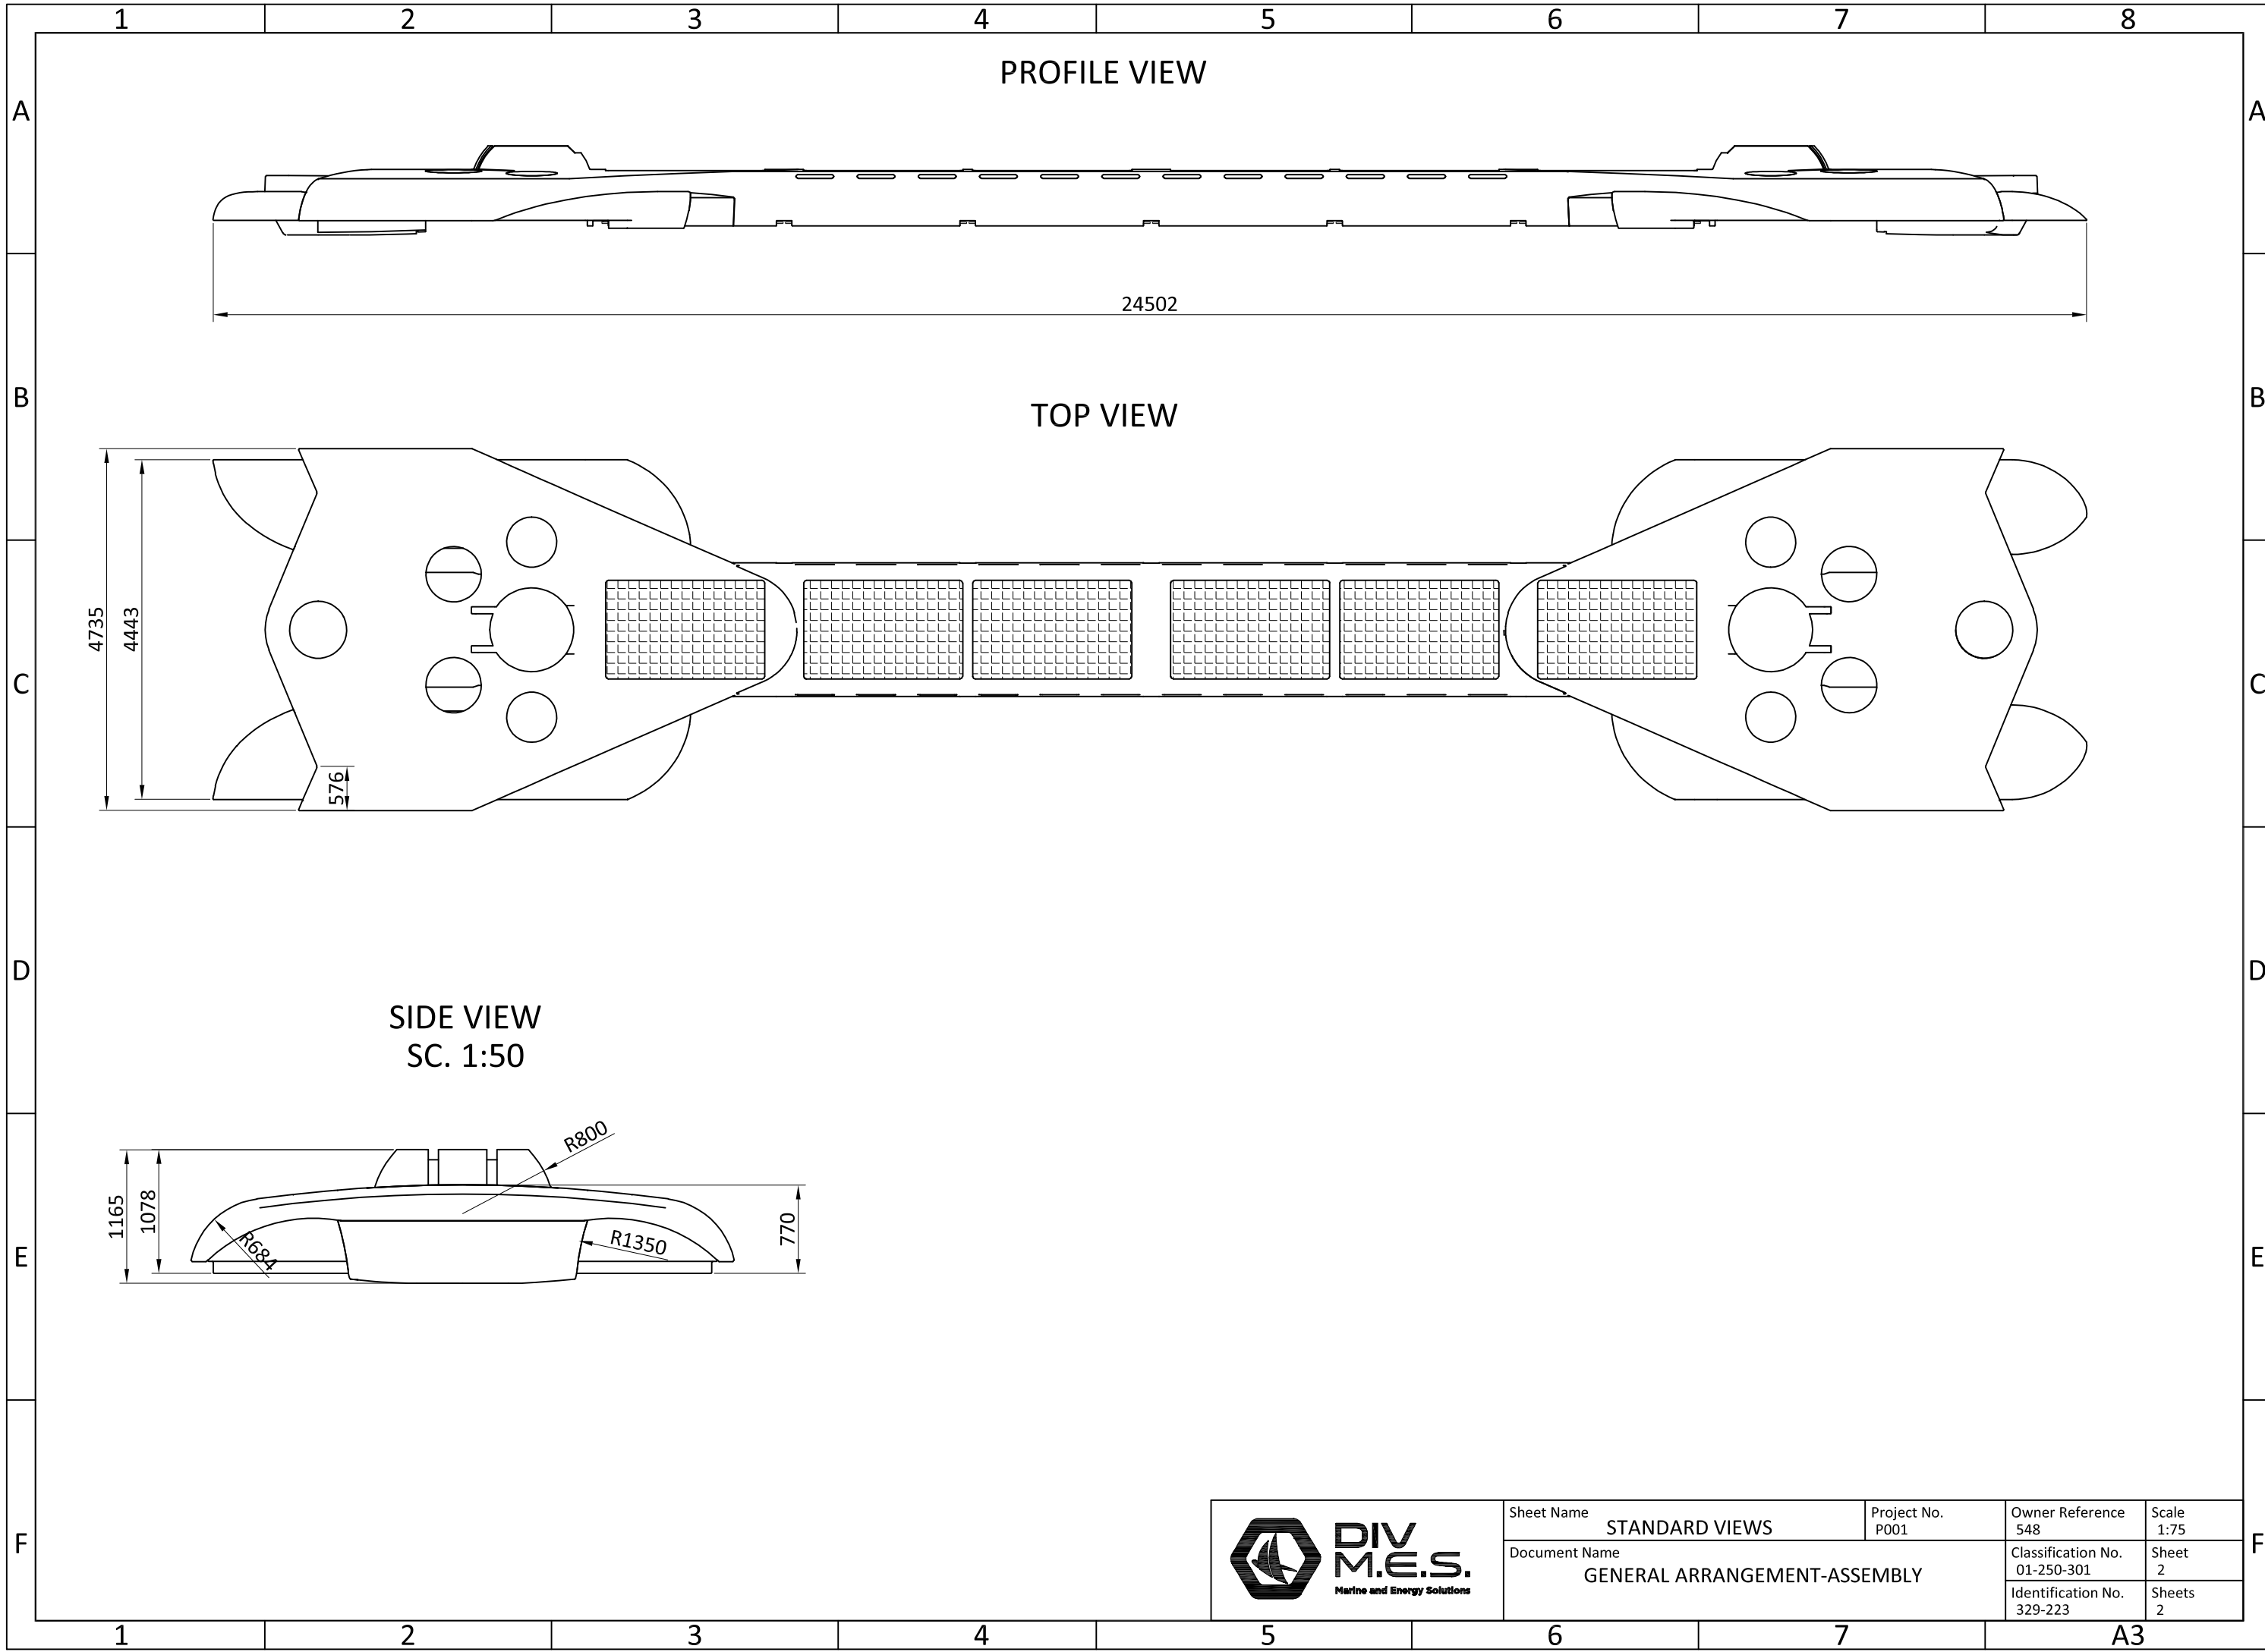 1 2 3 4 5 6 7 8
PROFILE VIEW
A A
24502
B B
TOP VIEW
4735
4443
576
C C
D D
SIDE VIEW
SC. 1:50
R800
1165
1078
R684
R1350
770
E E
F F
DIV
M.E.S.
Marine and Energy Solutions
Sheet Name
STANDARD VIEWS
Project No.
P001
Owner Reference
548
Scale
1:75
Document Name
GENERAL ARRANGEMENT-ASSEMBLY
Classification No.
01-250-301
Sheet
2
Identification No.
329-223
Sheets
2
1 2 3 4 5 6 7 A3